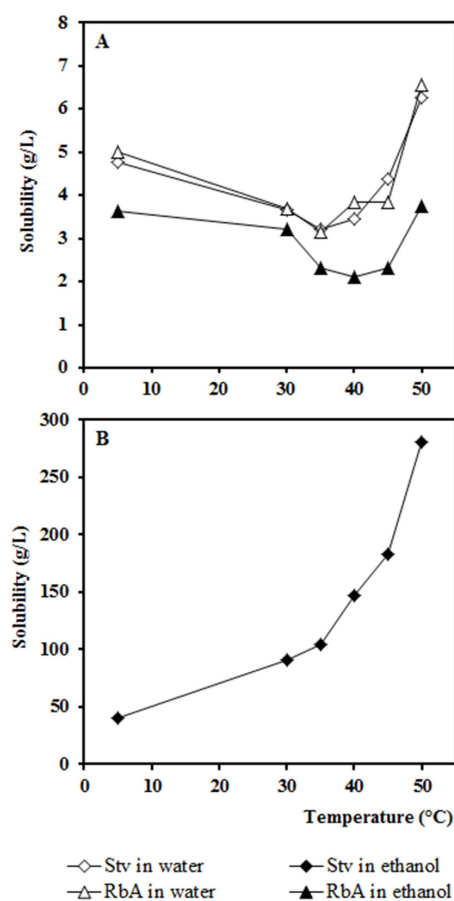 A
8
7
6
5
4
3
2
1
0
Solubility (g/L)
0 10 20 30 40 50
B
300
250
200
150
100
50
0
Solubility (g/L)
0 10 20 30 40 50
Temperature (°C)
Stv in water Stv in ethanol
RbA in water RbA in ethanol